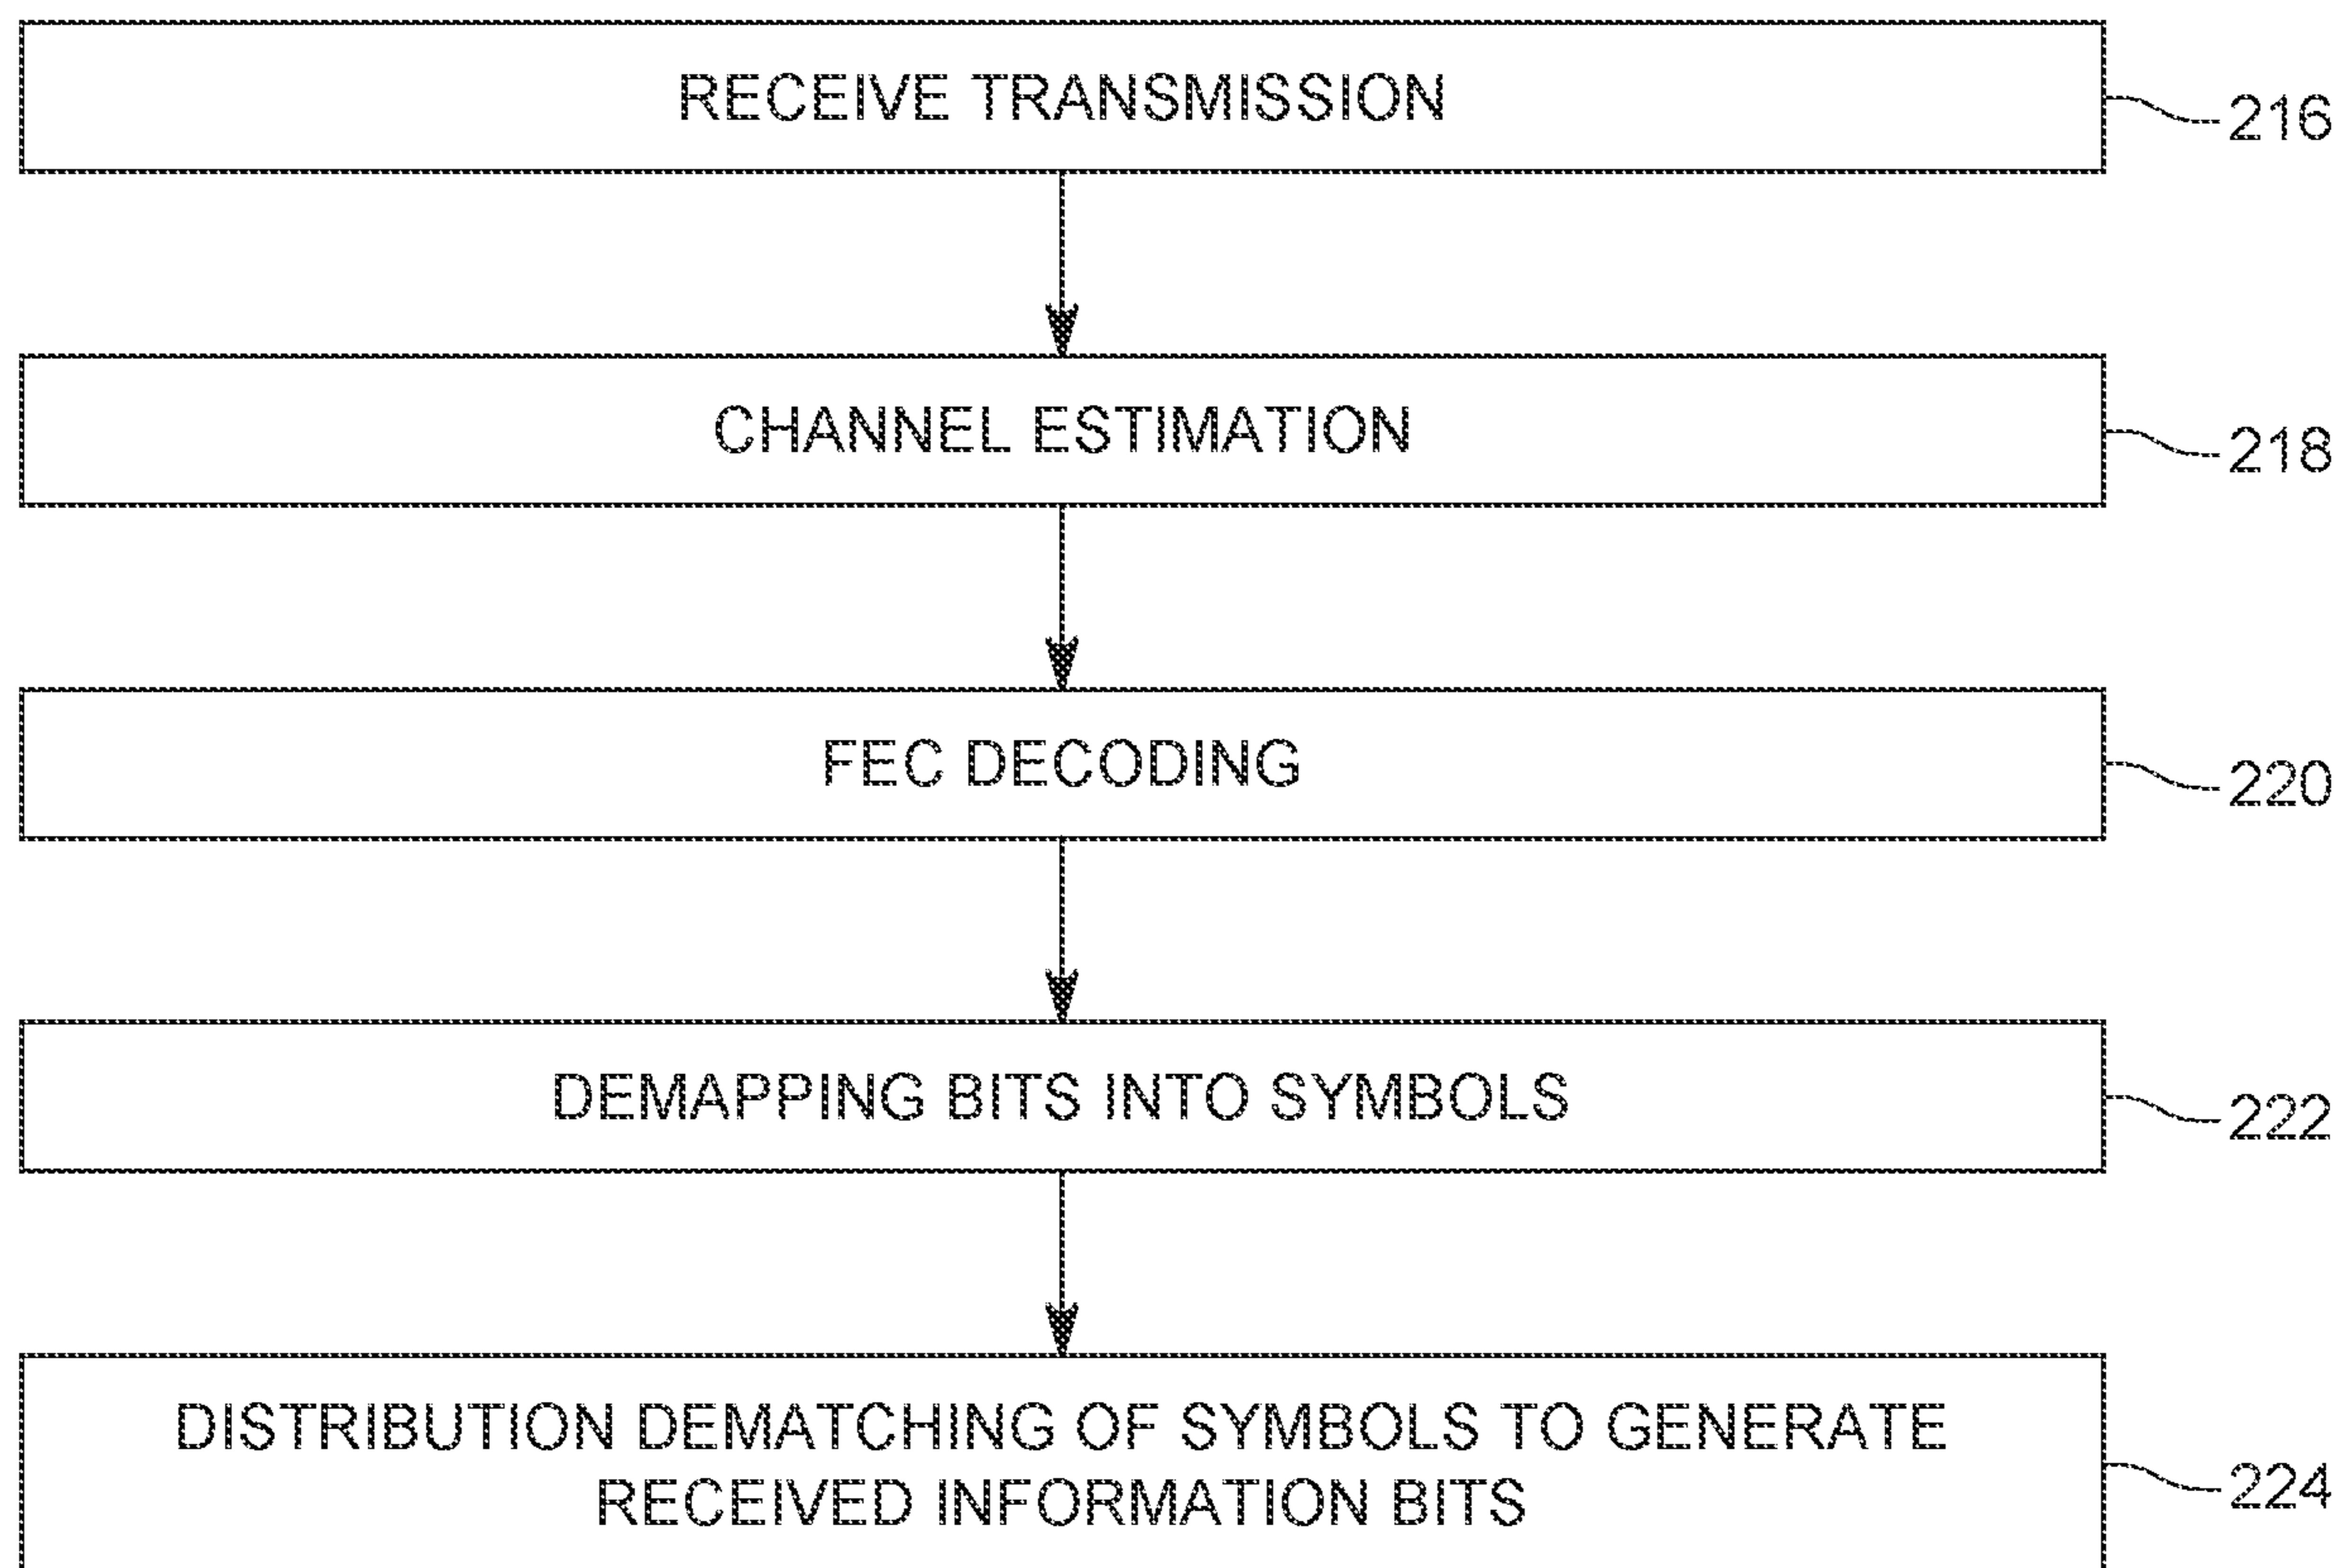 RECEIVE TRANSMISSION
216
CHANNEL ESTIMATION
218
FEC DECODING
220
DEMAPPING BITS INTO SYMBOLS
222
DISTRIBUTION DEMATCHING OF SYMBOLS TO GENERATE
RECEIVED INFORMATION BITS
224